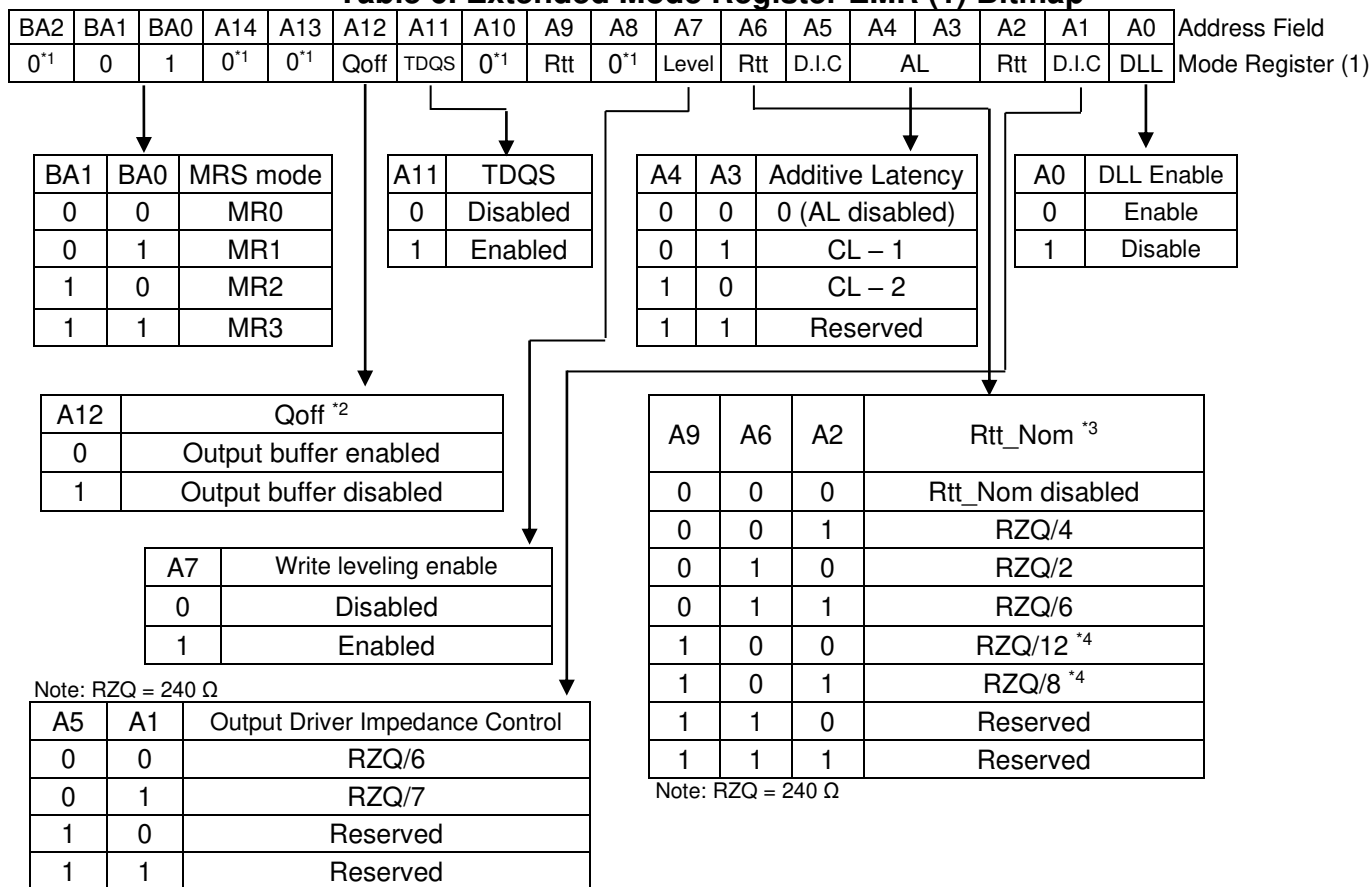 Table 6. Extended Mode Register EMR (1) Bitmap
BA2 BA1 BA0 A14 A13 A12 A11 A10 A9 A8 A7 A6 A5 A4 A3 A2 A1 A0 Address Field
0*1 0 1 0*1 0*1 Qoff TDQS 0*1 Rtt 0*1 Level Rtt D.I.C AL Rtt D.I.C DLL Mode Register (1)
BA1 BA0 MRS mode
0 0 MR0
0 1 MR1
1 0 MR2
1 1 MR3
A11 TDQS
0 Disabled
1 Enabled
A4 A3 Additive Latency
0 0 0 (AL disabled)
0 1 CL – 1
1 0 CL – 2
1 1 Reserved
A0 DLL Enable
0 Enable
1 Disable
A12 Qoff *2
0 Output buffer enabled
1 Output buffer disabled
A7 Write leveling enable
0 Disabled
1 Enabled
Note: RZQ = 240 Ω
A5 A1 Output Driver Impedance Control
0 0 RZQ/6
0 1 RZQ/7
1 0 Reserved
1 1 Reserved
A9 A6 A2 Rtt_Nom *3
0 0 0 Rtt_Nom disabled
0 0 1 RZQ/4
0 1 0 RZQ/2
0 1 1 RZQ/6
1 0 0 RZQ/12 *4
1 0 1 RZQ/8 *4
1 1 0 Reserved
1 1 1 Reserved
Note: RZQ = 240 Ω